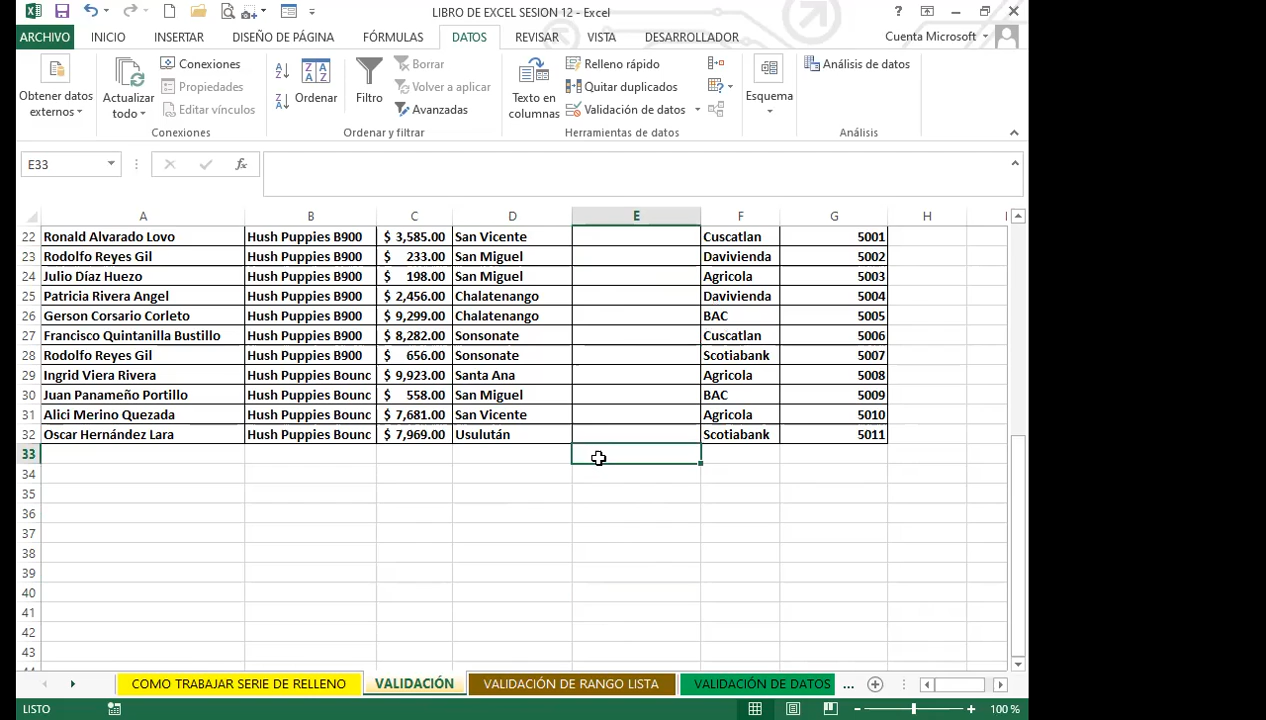 LIBRO DE EXCEL SESION 12 - Excel
?
ARCHIVO INICIO INSERTAR DISEÑO DE PÁGINA FÓRMULAS DATOS REVISAR VISTA DESARROLLADOR Cuenta Microsoft
Obtener datos externos
Actualizar todo
Conexiones
Propiedades
Editar vínculos
Conexiones
Ordenar
Filtro
Borrar
Volver a aplicar
Avanzadas
Ordenar y filtrar
Texto en columnas
Relleno rápido
Quitar duplicados
Validación de datos
Herramientas de datos
Esquema
Análisis de datos
Análisis
E33 fx
A B C D E F G H I
22 Ronald Alvarado Lovo Hush Puppies B900 $ 3,585.00 San Vicente Cuscatlan 5001
23 Rodolfo Reyes Gil Hush Puppies B900 $ 233.00 San Miguel Davivienda 5002
24 Julio Díaz Huezo Hush Puppies B900 $ 198.00 San Miguel Agricola 5003
25 Patricia Rivera Angel Hush Puppies B900 $ 2,456.00 Chalatenango Davivienda 5004
26 Gerson Corsario Corleto Hush Puppies B900 $ 9,299.00 Chalatenango BAC 5005
27 Francisco Quintanilla Bustillo Hush Puppies B900 $ 8,282.00 Sonsonate Cuscatlan 5006
28 Rodolfo Reyes Gil Hush Puppies B900 $ 656.00 Sonsonate Scotiabank 5007
29 Ingrid Viera Rivera Hush Puppies Bounc $ 9,923.00 Santa Ana Agricola 5008
30 Juan Panameño Portillo Hush Puppies Bounc $ 558.00 San Miguel BAC 5009
31 Alici Merino Quezada Hush Puppies Bounc $ 7,681.00 San Vicente Agricola 5010
32 Oscar Hernández Lara Hush Puppies Bounc $ 7,969.00 Usulután Scotiabank 5011
33
34
35
36
37
38
39
40
41
42
43
COMO TRABAJAR SERIE DE RELLENO VALIDACIÓN VALIDACIÓN DE RANGO LISTA VALIDACIÓN DE DATOS ...
LISTO 100 %